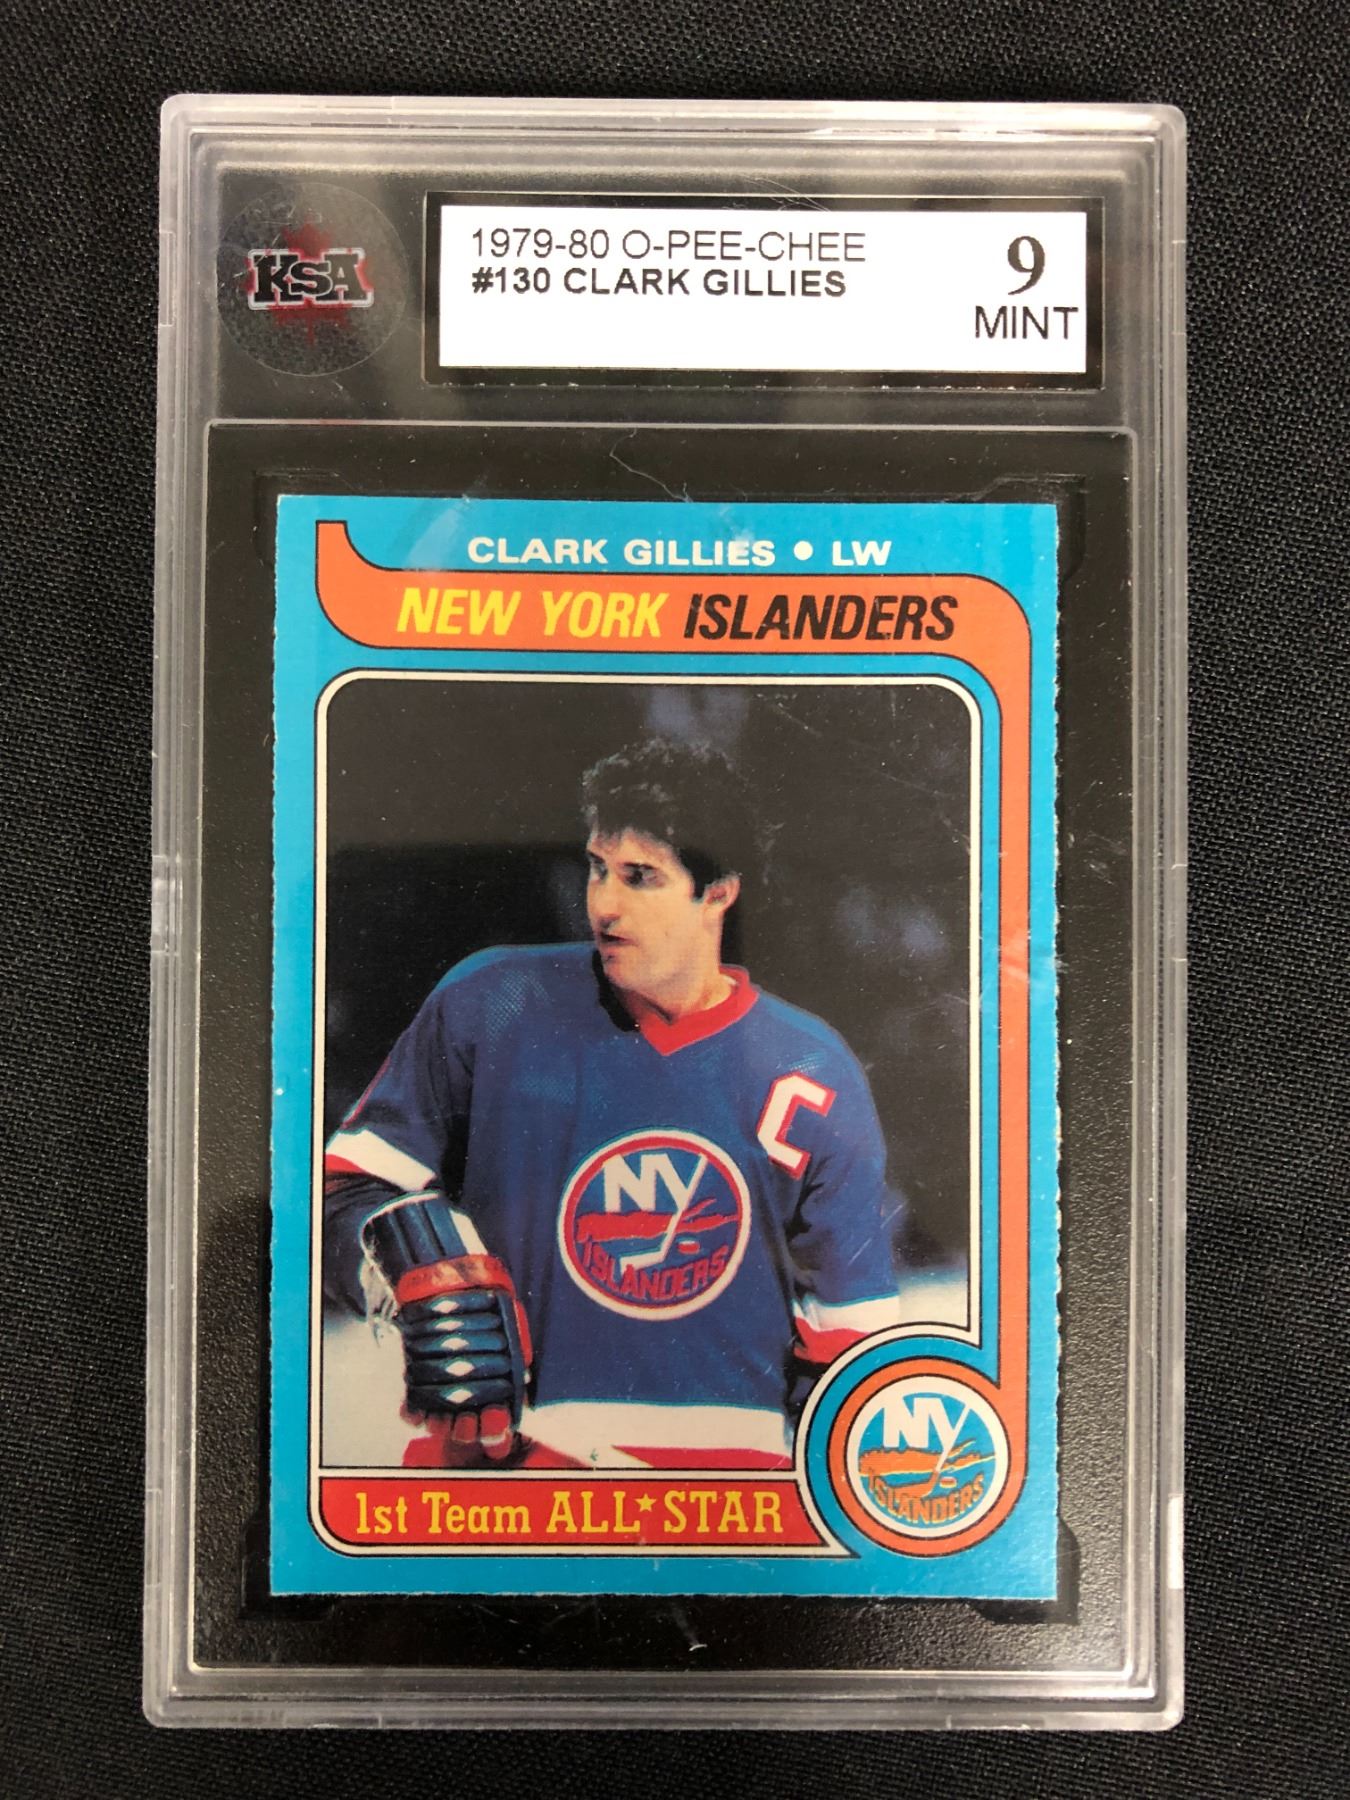 KSA
1979-80 O-PEE-CHEE
#130 CLARK GILLIES
9
MINT
CLARK GILLIES • LW
NEW YORK ISLANDERS
C
NY
ISLANDERS
NY
ISLANDERS
1st Team ALL★STAR